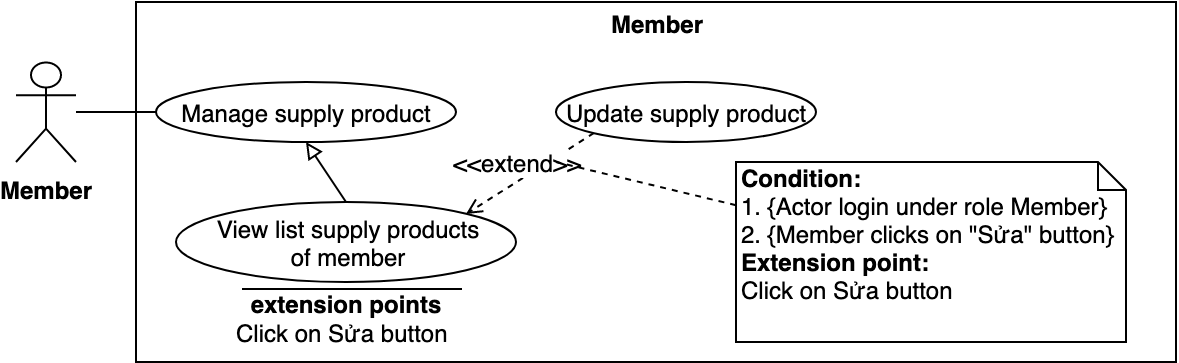 Member
Manage supply product
Update supply product
<<extend>>
Member
View list supply products
of member
extension points
Click on Sửa button
Condition:
1. {Actor login under role Member}
2. {Member clicks on "Sửa" button}
Extension point:
Click on Sửa button